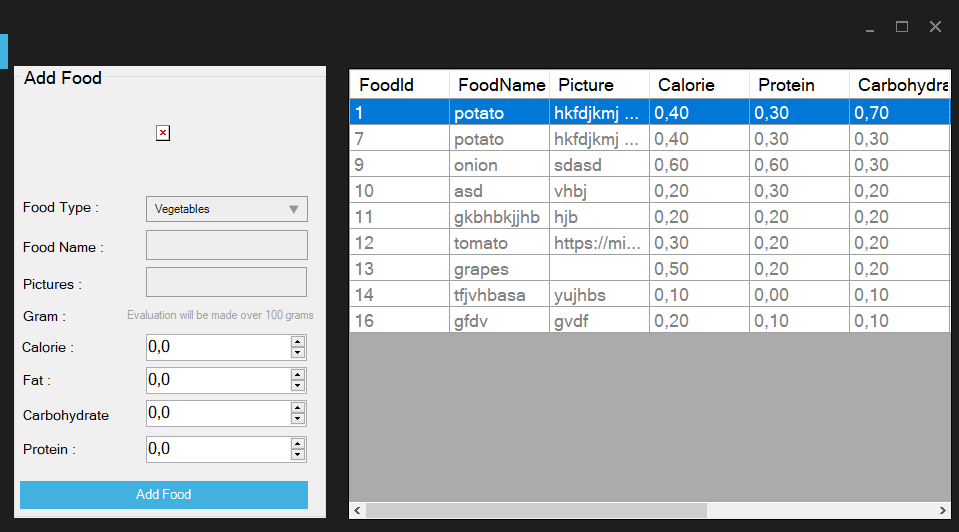 Add Food
Food Type :
Vegetables
Food Name :
Pictures :
Gram :
Evaluation will be made over 100 grams
Calorie :
0,0
Fat :
0,0
Carbohydrate
0,0
Protein :
0,0
Add Food
FoodId FoodName Picture Calorie Protein Carbohydra
1 potato hkfdjkmj ... 0,40 0,30 0,70
7 potato hkfdjkmj ... 0,40 0,30 0,30
9 onion sdasd 0,60 0,60 0,30
10 asd vhbj 0,20 0,30 0,20
11 gkbhbkjjhb hjb 0,20 0,20 0,20
12 tomato https://mi... 0,30 0,20 0,20
13 grapes 0,50 0,20 0,20
14 tfjvhbasa yujhbs 0,10 0,00 0,10
16 gfdv gvdf 0,20 0,10 0,10